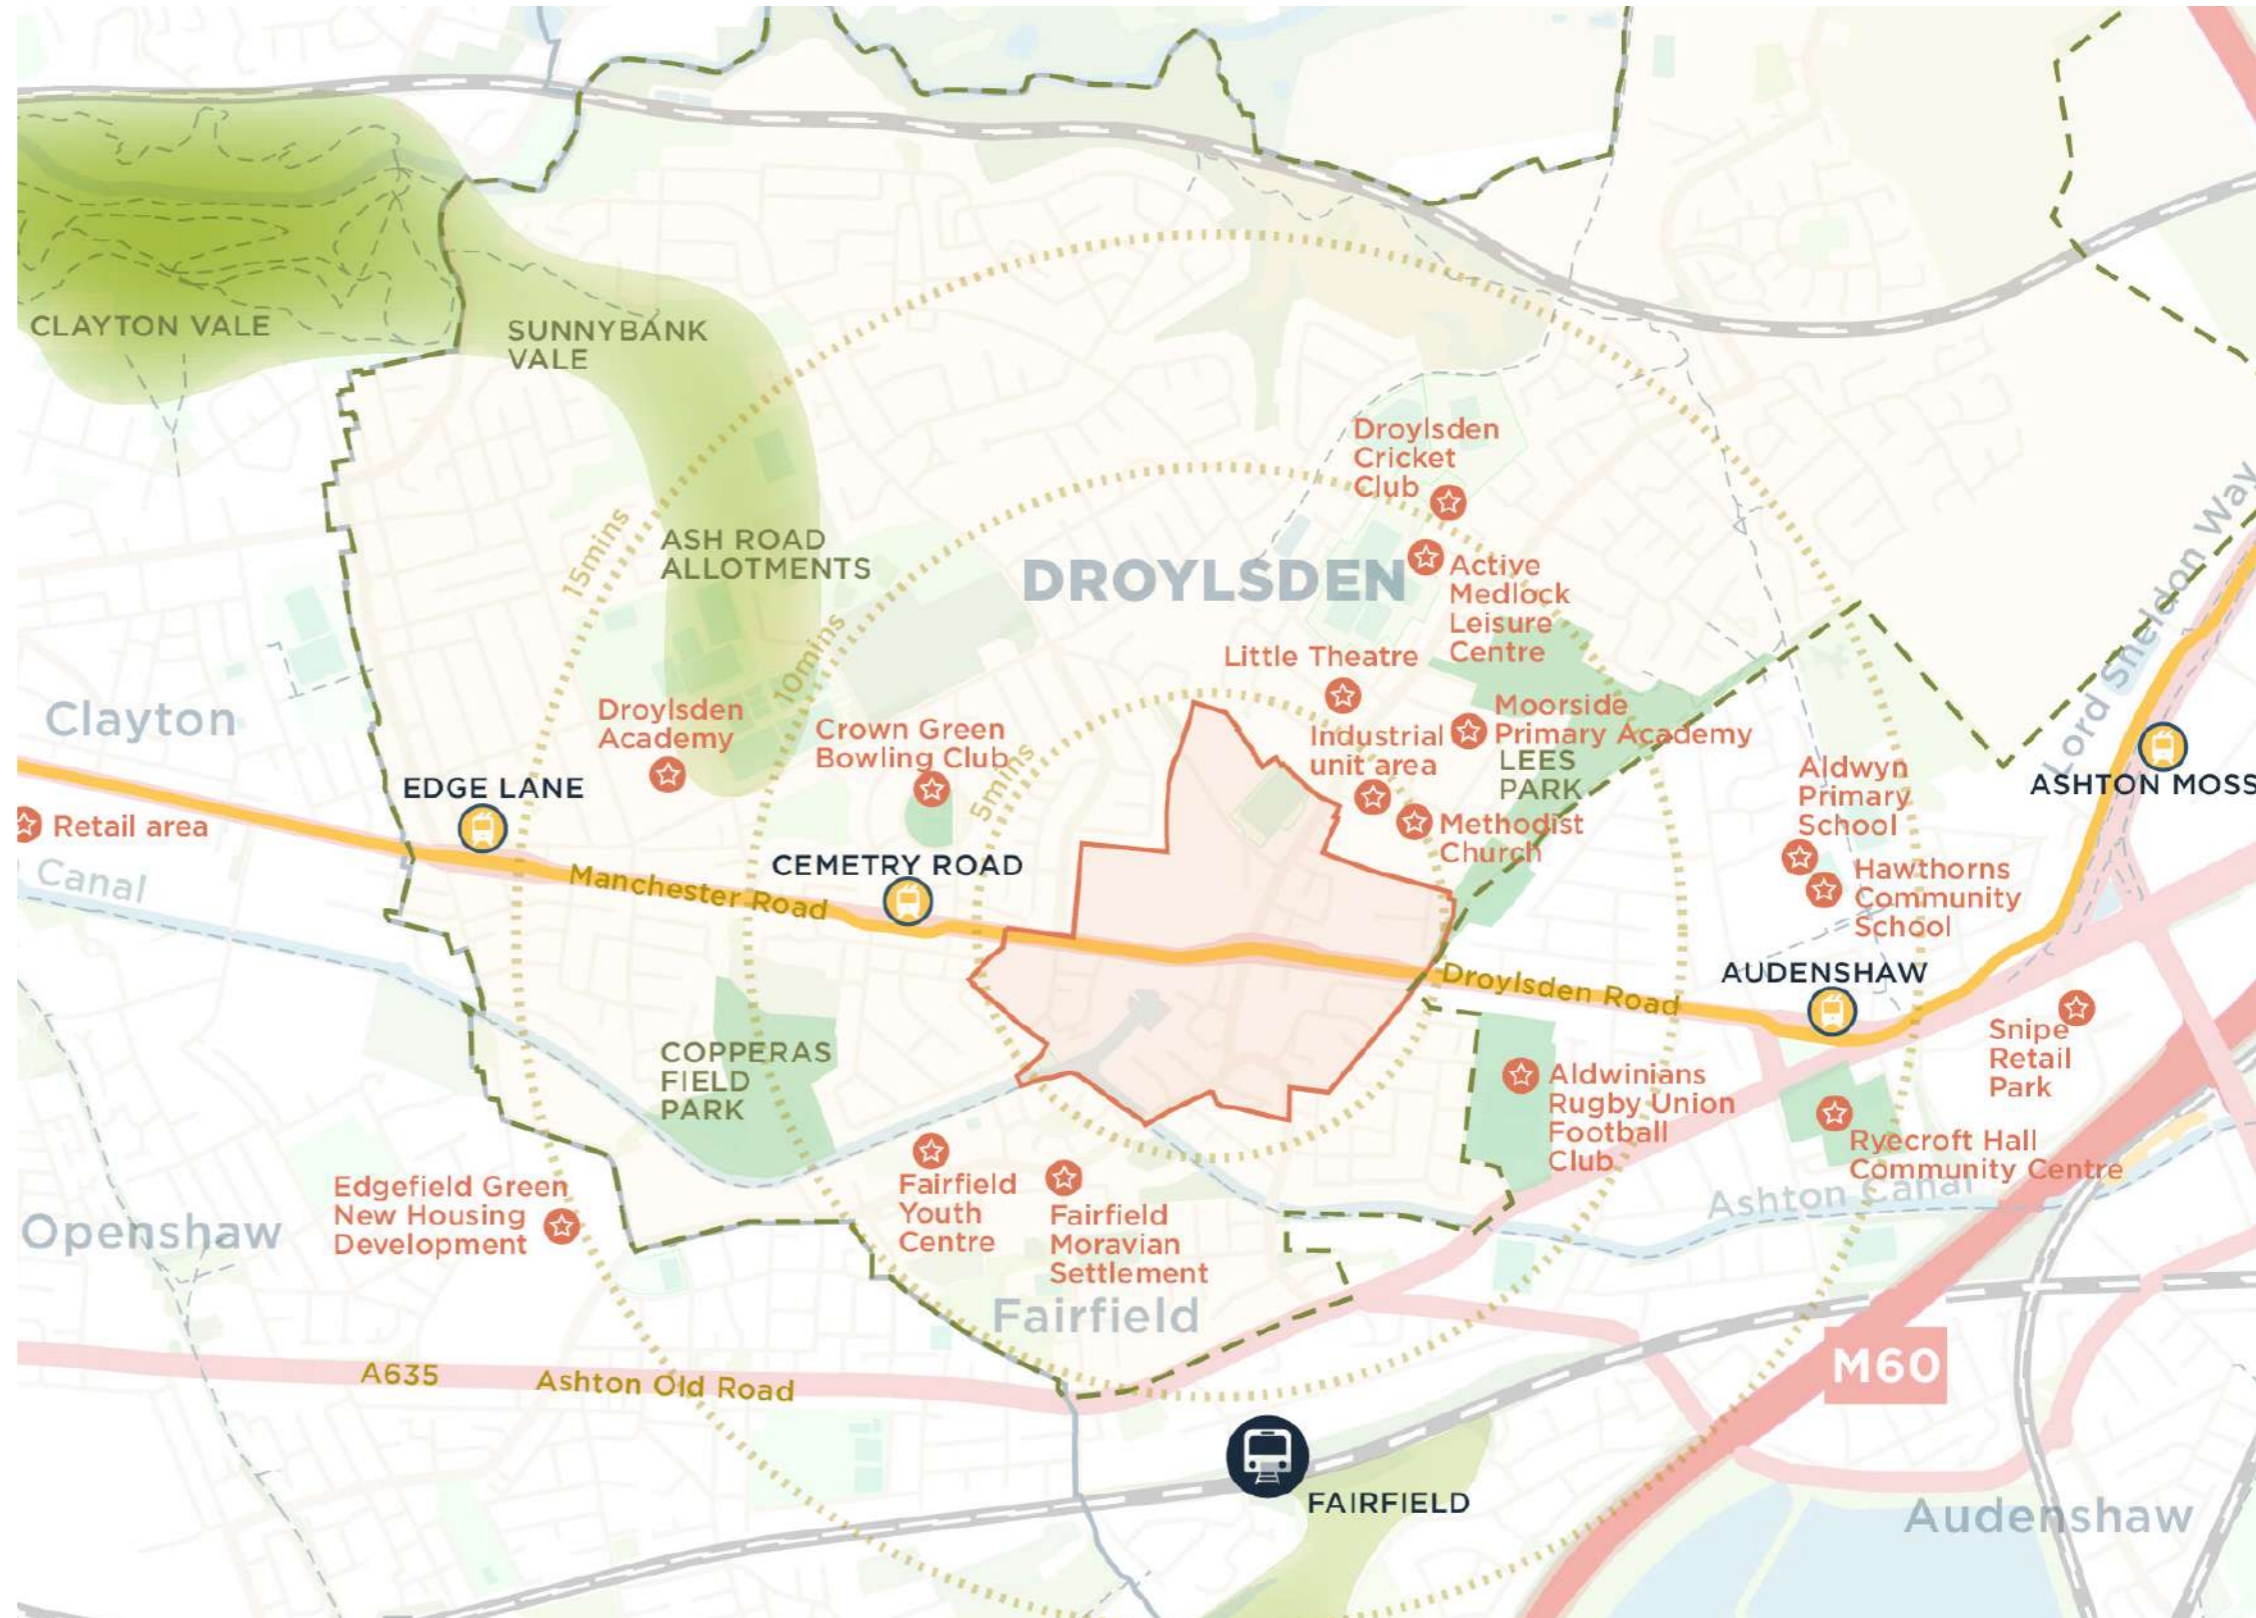 CLAYTON VALE
SUNNYBANK
VALE
15mins
ASH ROAD
ALLOTMENTS
10mins
DROYLSDEN
Droylsden
Cricket
Club
Active
Medlock
Leisure
Centre
Little Theatre
Moorside
Primary Academy
Industrial
unit area
LEES
PARK
Methodist
Church
Lord Sheldon Way
ASHTON MOSS
Clayton
Droylsden
Academy
Crown Green
Bowling Club
5mins
EDGE LANE
Retail area
Canal
CEMETRY ROAD
Manchester Road
Droylsden Road
Aldwyn
Primary
School
Hawthorns
Community
School
AUDENSHAW
Snipe
Retail
Park
COPPERAS
FIELD
PARK
Aldwinians
Rugby Union
Football
Club
Ryecroft Hall
Community Centre
Ashton Canal
Edgefield Green
New Housing
Development
Openshaw
Fairfield
Youth
Centre
Fairfield
Moravian
Settlement
Fairfield
A635
Ashton Old Road
M60
FAIRFIELD
Audenshaw